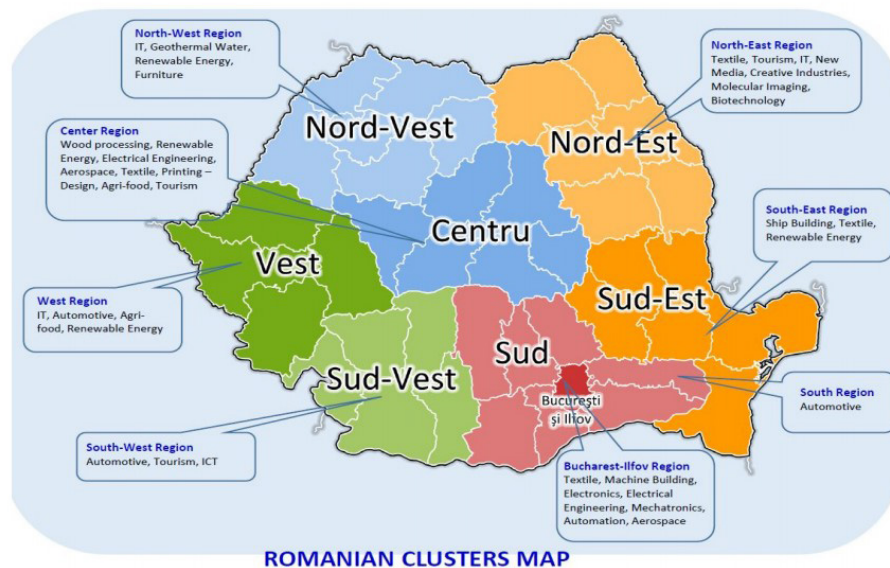 North-West Region
IT, Geothermal Water,
Renewable Energy,
Furniture
North-East Region
Textile, Tourism, IT, New
Media, Creative Industries,
Molecular Imaging,
Biotechnology
Center Region
Wood processing, Renewable
Energy, Electrical Engineering,
Aerospace, Textile, Printing –
Design, Agri-food, Tourism
Nord-Vest
Nord-Est
South-East Region
Ship Building, Textile,
Renewable Energy
Centru
Vest
West Region
IT, Automotive, Agri-
food, Renewable Energy
Sud-Est
Sud
Sud-Vest
Bucureşti
şi Ilfov
South Region
Automotive
South-West Region
Automotive, Tourism, ICT
Bucharest-Ilfov Region
Textile, Machine Building,
Electronics, Electrical
Engineering, Mechatronics,
Automation, Aerospace
ROMANIAN CLUSTERS MAP